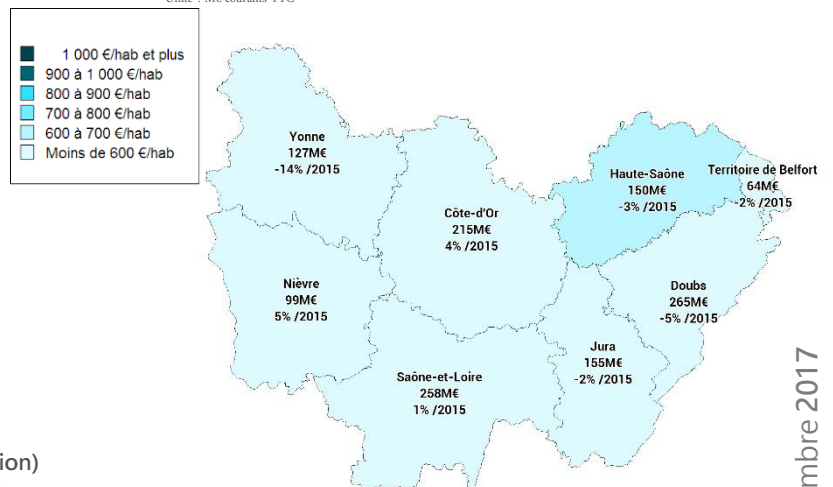 1 000 €/hab et plus
900 à 1 000 €/hab
800 à 900 €/hab
700 à 800 €/hab
600 à 700 €/hab
Moins de 600 €/hab
Yonne
127M€
-14% /2015
Côte-d'Or
215M€
4% /2015
Haute-Saône
150M€
-3% /2015
Territoire de Belfort
64M€
-2% /2015
Nièvre
99M€
5% /2015
Doubs
265M€
-5% /2015
Jura
155M€
-2% /2015
Saône-et-Loire
258M€
1% /2015
ion)
mbre 2017